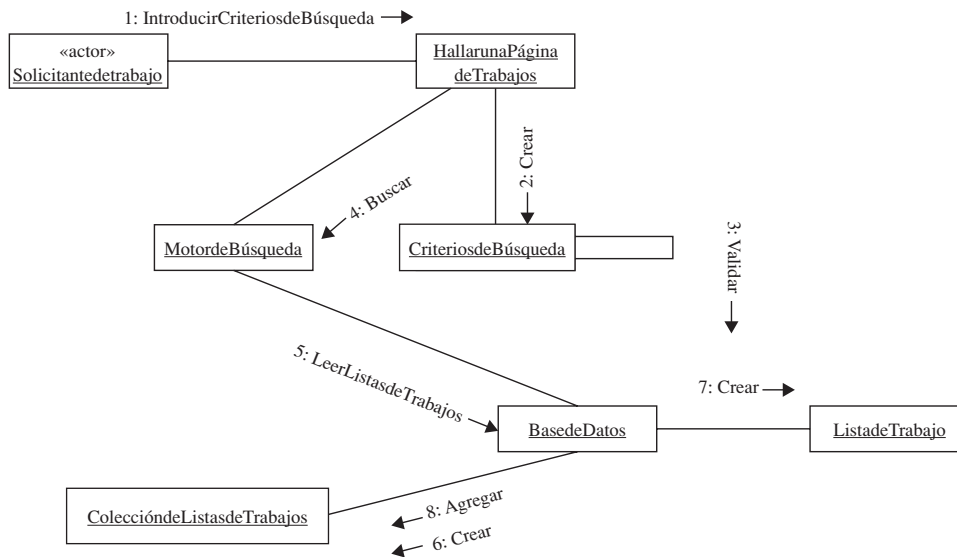 1: IntroducirCriteriosdeBúsqueda
«actor»
Solicitantedetrabajo
HallarunaPágina
deTrabajos
2: Crear
4: Buscar
MotordeBúsqueda
CriteriosdeBúsqueda
3: Validar
5: LeerListasdeTrabajos
7: Crear
BasedeDatos
ListadeTrabajo
ColeccióndeListasdeTrabajos
8: Agregar
6: Crear